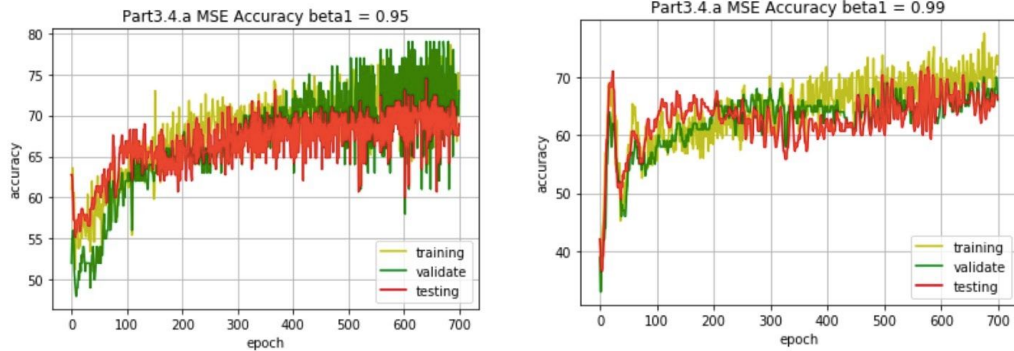 Part3.4.a MSE Accuracy beta1 = 0.95
80
75
70
65
60
55
50
accuracy
0 100 200 300 400 500 600 700
epoch
training
validate
testing
Part3.4.a MSE Accuracy beta1 = 0.99
70
60
50
40
accuracy
0 100 200 300 400 500 600 700
epoch
training
validate
testing